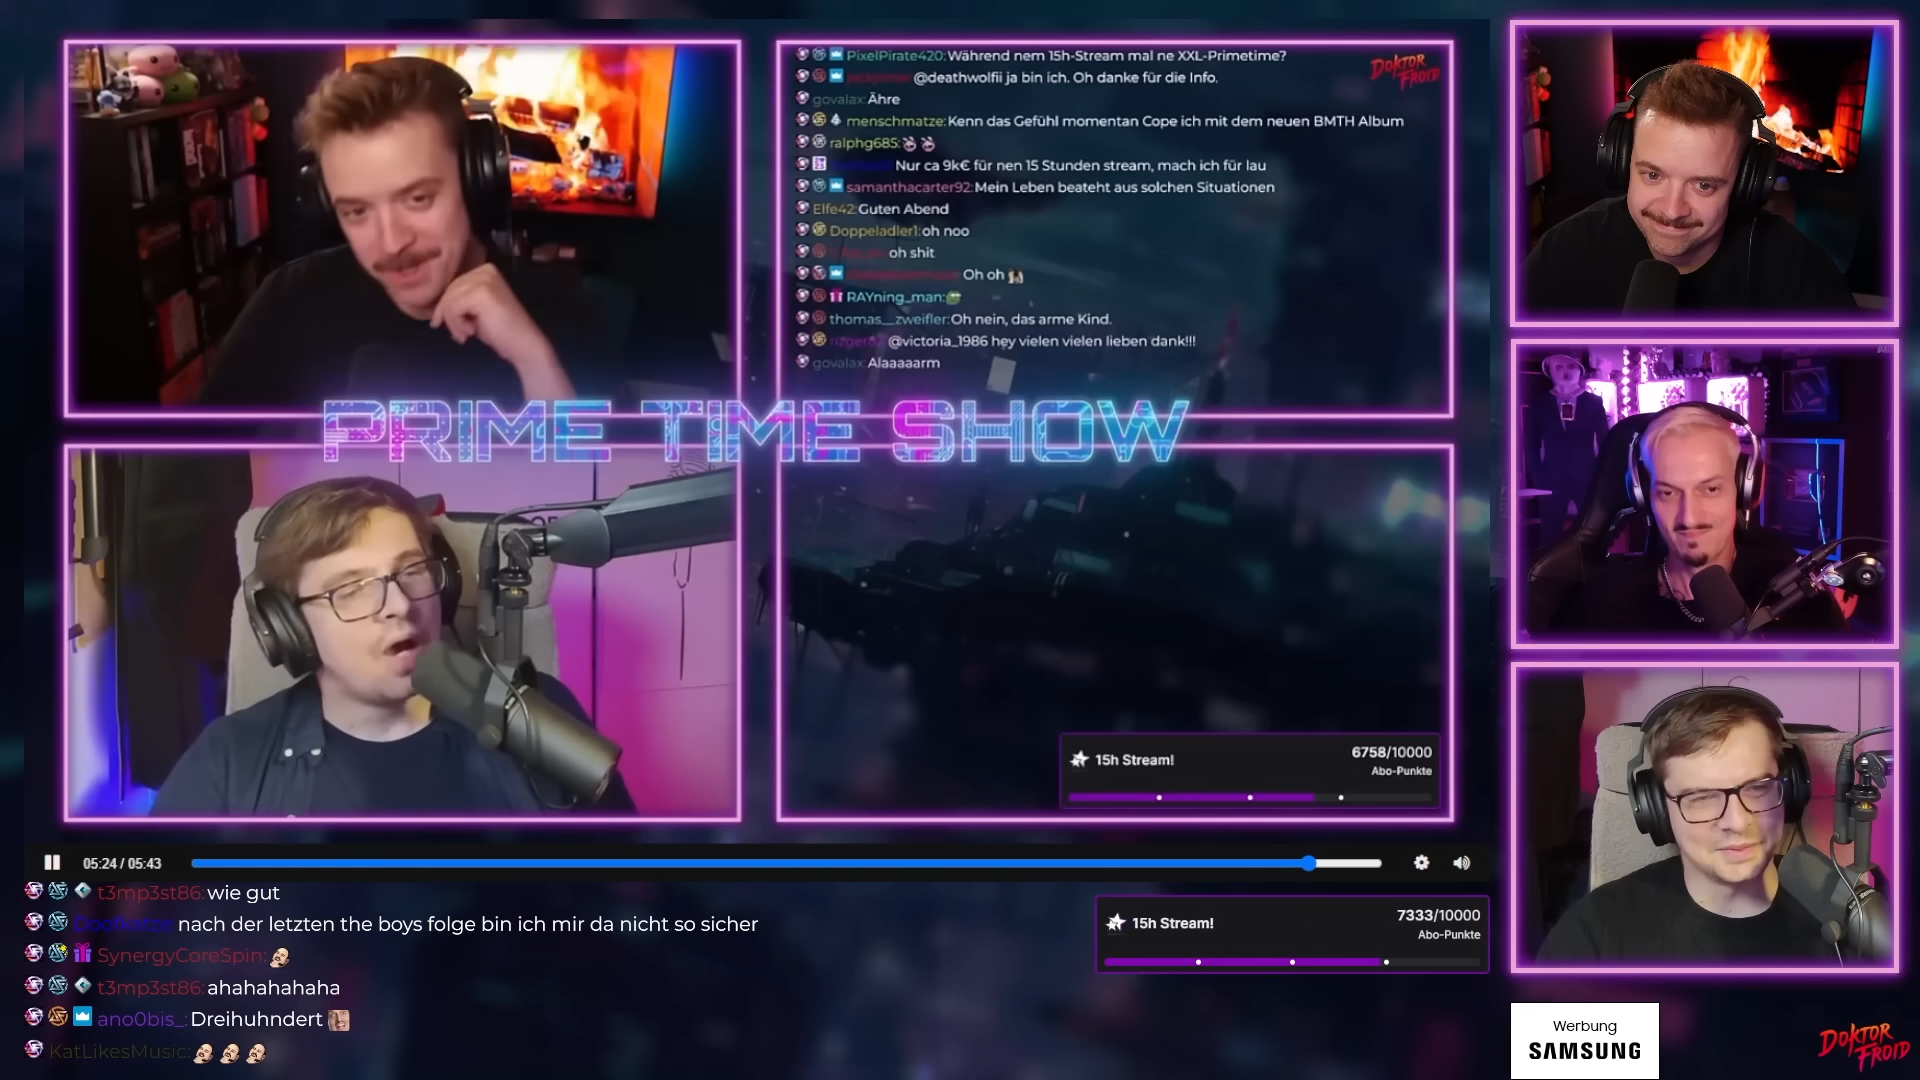 PixelPirate420: Während nem 15h-Stream mal ne XXL-Primetime?
@deathwolfii ja bin ich. Oh danke für die Info.
govalax: Ähre
menschmatze: Kenn das Gefühl momentan Cope ich mit dem neuen BMTH Album
ralphg685:
Nur ca 9k€ für nen 15 Stunden stream, mach ich für lau
samanthacarter92: Mein Leben beateht aus solchen Situationen
Elfe42: Guten Abend
Doppeladler1: oh noo
oh shit
Oh oh
RAYning_man:
thomas__zweifler: Oh nein, das arme Kind.
@victoria_1986 hey vielen vielen lieben dank!!!
govalax: Alaaaaarm
DOKTOR
FROID
PRIME TIME SHOW
15h Stream!
6758/10000
Abo-Punkte
05:24 / 05:43
t3mp3st86: wie gut
Doofkatze: nach der letzten the boys folge bin ich mir da nicht so sicher
SynergyCoreSpin:
t3mp3st86: ahahahahaha
ano0bis_: Dreihuhndert
KatLikesMusic:
15h Stream!
7333/10000
Abo-Punkte
Werbung
SAMSUNG
DOKTOR
FROID